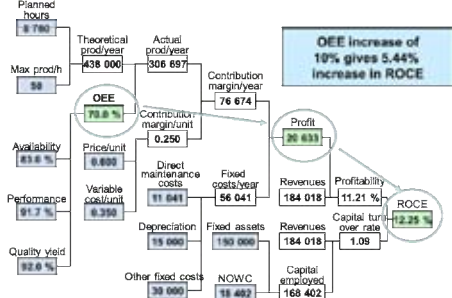 Planned
hours
8 760
Theoretical
prod/year
438 000
Actual
prod/year
306 697
OEE increase of
10% gives 5.44%
increase in ROCE
Max prod/h
50
OEE
70.0 %
Contribution
margin/year
76 674
Contribution
margin/unit
0.250
Profit
20 633
Availability
83.0 %
Price/unit
0.600
Direct
maintenance
costs
11 041
Fixed
costs/year
56 041
Revenues
184 018
Profitability
11.21 %
Performance
91.7 %
Variable
cost/unit
0.350
ROCE
12.25 %
Depreciation
15 000
Fixed assets
150 000
Revenues
184 018
Capital turn
over rate
1.09
Quality yield
92.0 %
Other fixed costs
30 000
NOWC
18 402
Capital
employed
168 402